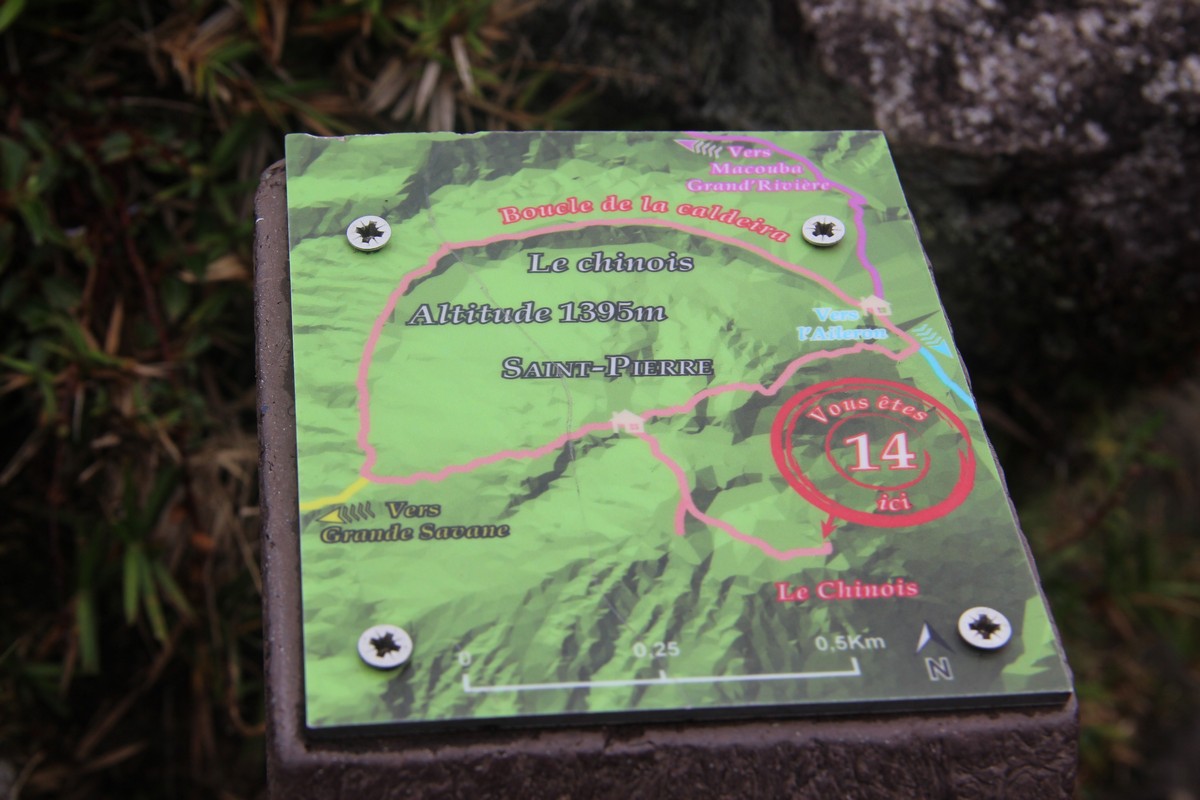 Vers
Macouba
Grand'Rivière
Boucle de la caldeira
Le chinois
Altitude 1395m
Saint-Pierre
Vers
l'Aileron
Vous êtes
14
ici
Vers
Grande Savane
Le Chinois
0
0,25
0,5Km
N